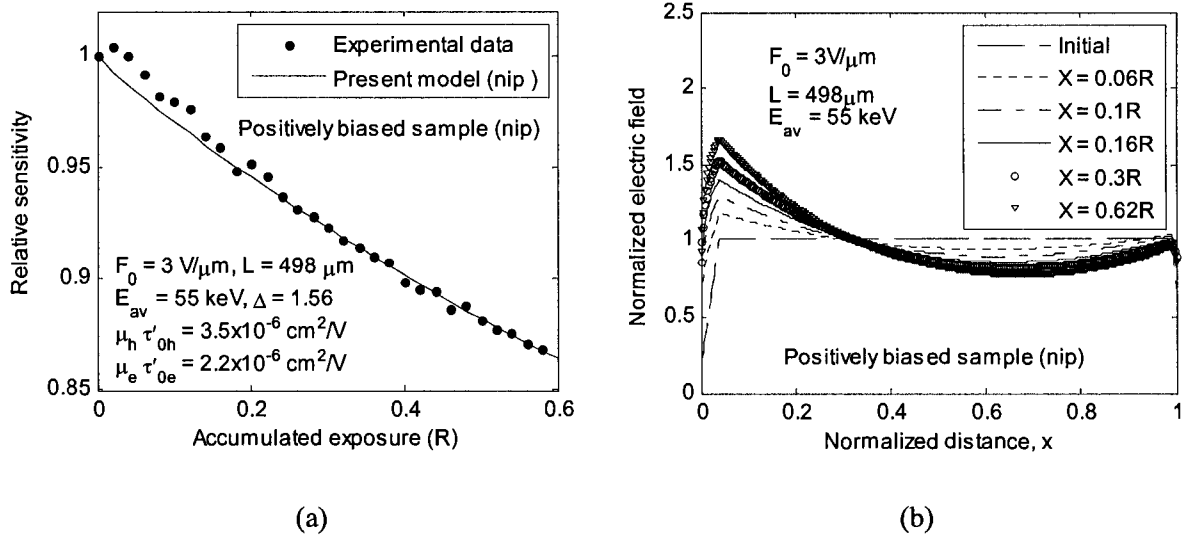 Relative sensitivity
1
0.95
0.9
0.85
0
0.2
0.4
0.6
Accumulated exposure (R)
Experimental data
Present model (nip )
Positively biased sample (nip)
F0 = 3 V/μm, L = 498 μm
Eav = 55 keV, Δ = 1.56
μh τ'0h = 3.5x10-6 cm2/V
μe τ'0e = 2.2x10-6 cm2/V
(a)
Normalized electric field
2.5
2
1.5
1
0.5
0
0
0.2
0.4
0.6
0.8
1
Normalized distance, x
F0 = 3V/μm
L = 498μm
Eav = 55 keV
Initial
X = 0.06R
X = 0.1R
X = 0.16R
X = 0.3R
X = 0.62R
Positively biased sample (nip)
(b)